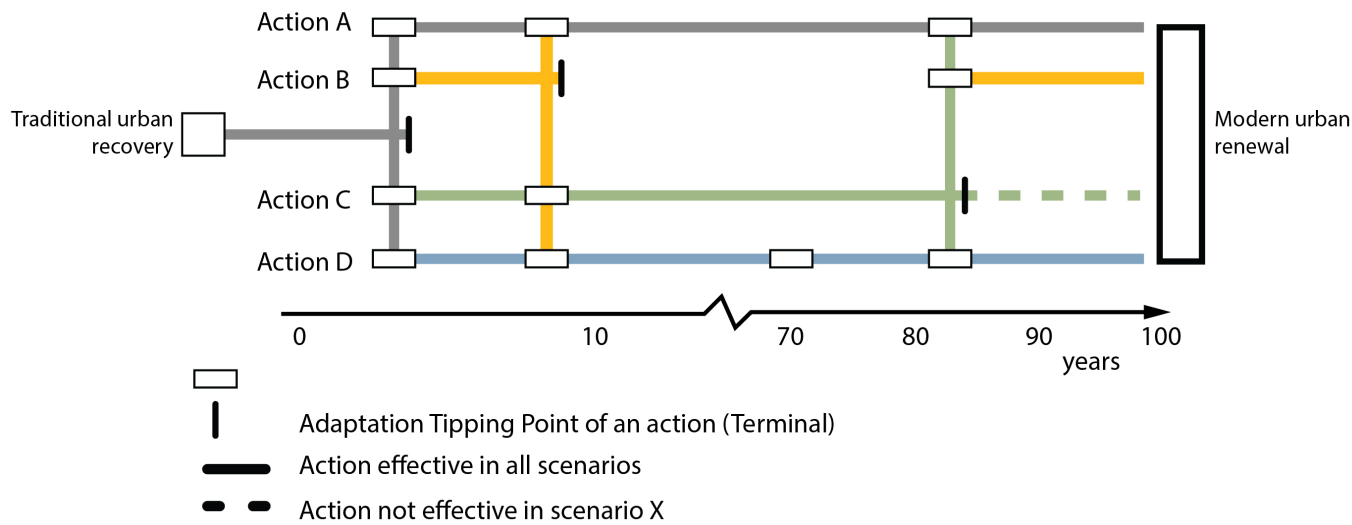 Action A
Action B
Traditional urban
recovery
Modern urban
renewal
Action C
Action D
0 10 70 80 90 100
years
Adaptation Tipping Point of an action (Terminal)
Action effective in all scenarios
Action not effective in scenario X